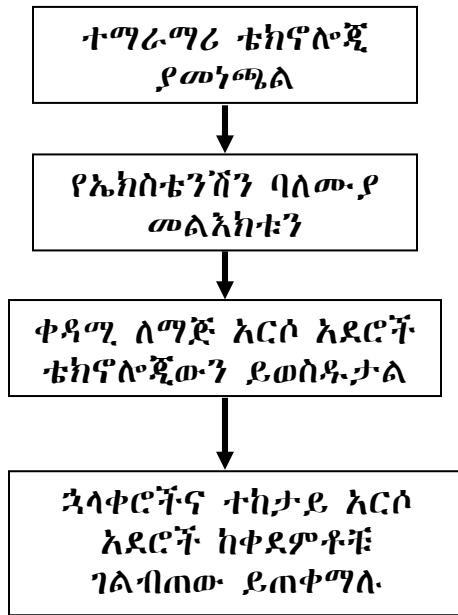 ተማራማሪ ቴክኖሎጂ
ያመነጫል
የኤክስቴንሽን ባለሙያ
መልእክቱን
ቀዳሚ ለማጅ አርሶ አደሮች
ቴክኖሎጂውን ይወስዱታል
ኋላቀሮችና ተከታይ አርሶ
አደሮች ከቀደምቶቹ
ገልብጠው ይጠቀማሉ